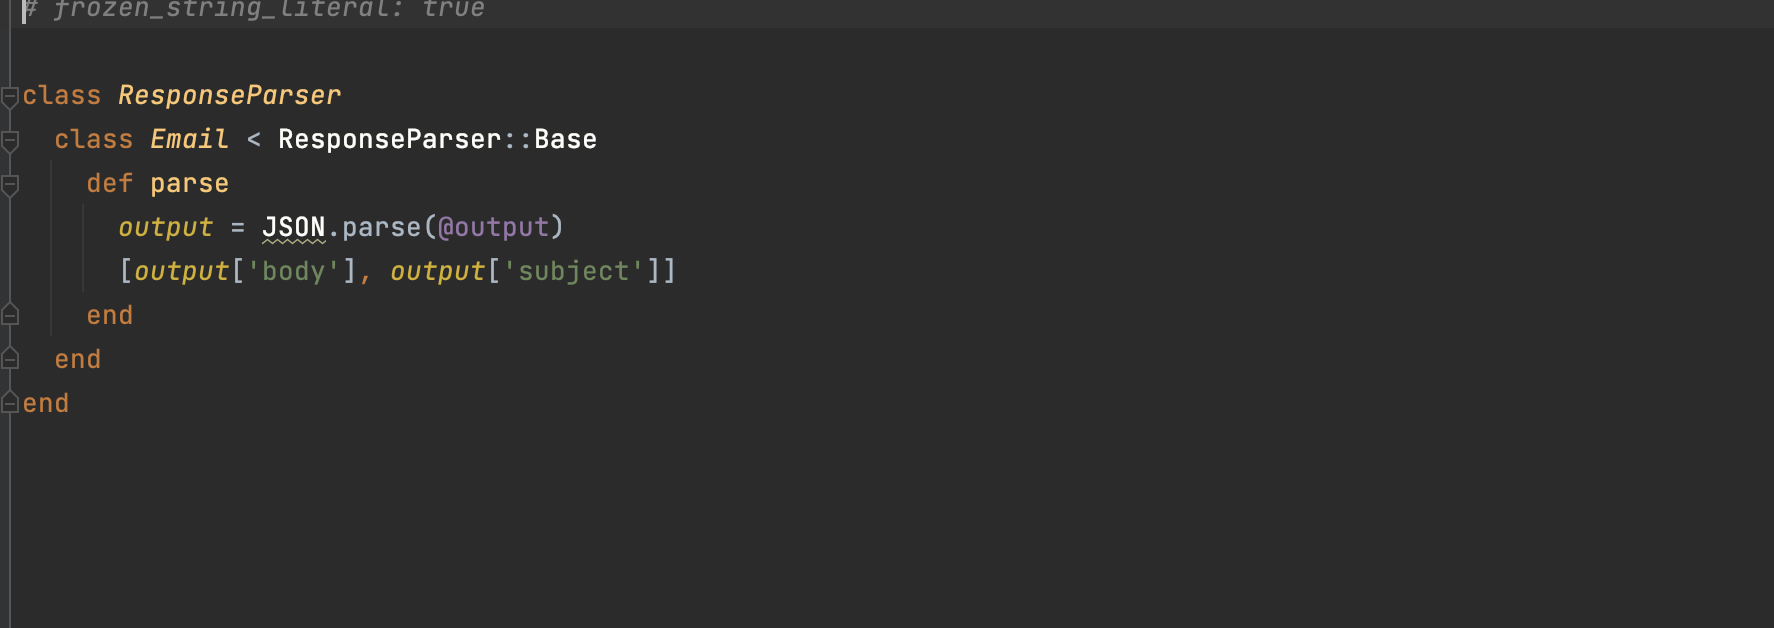 # frozen_string_literal: true
class ResponseParser
class Email < ResponseParser::Base
def parse
output = JSON.parse(@output)
[output['body'], output['subject']]
end
end
end